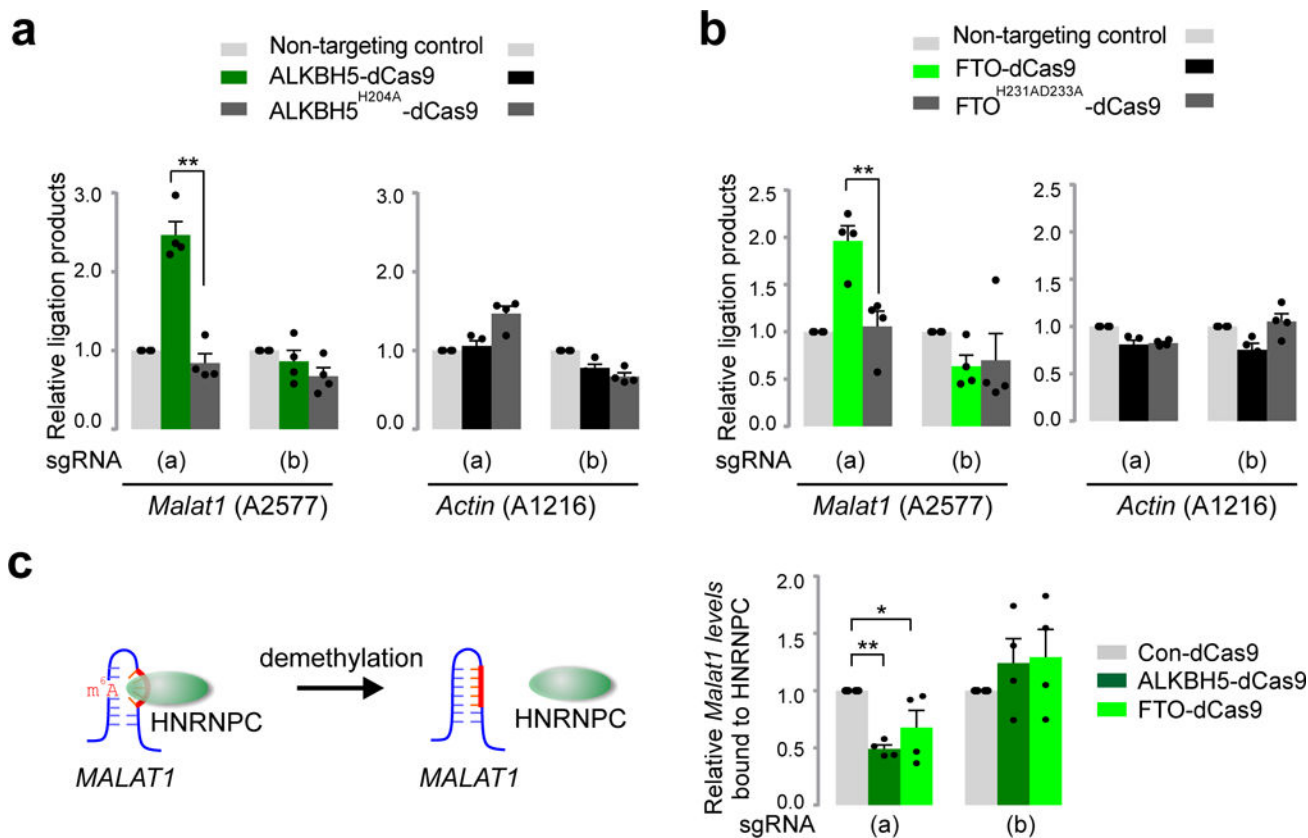 a
Non-targeting control
ALKBH5-dCas9
ALKBH5^H204A-dCas9
Relative ligation products
3.0
2.0
1.0
0.0
**
3.0
2.0
1.0
0.0
sgRNA (a) (b) (a) (b)
Malat1 (A2577) Actin (A1216)
b
Non-targeting control
FTO-dCas9
FTO^H231AD233A-dCas9
Relative ligation products
2.5
2.0
1.5
1.0
0.5
0.0
**
2.5
2.0
1.5
1.0
0.5
0.0
sgRNA (a) (b) (a) (b)
Malat1 (A2577) Actin (A1216)
c
m6A
HNRNPC
MALAT1
demethylation
HNRNPC
MALAT1
Relative Malat1 levels
bound to HNRNPC
2.0
1.5
1.0
0.5
0.0
*
**
sgRNA (a) (b)
Con-dCas9
ALKBH5-dCas9
FTO-dCas9